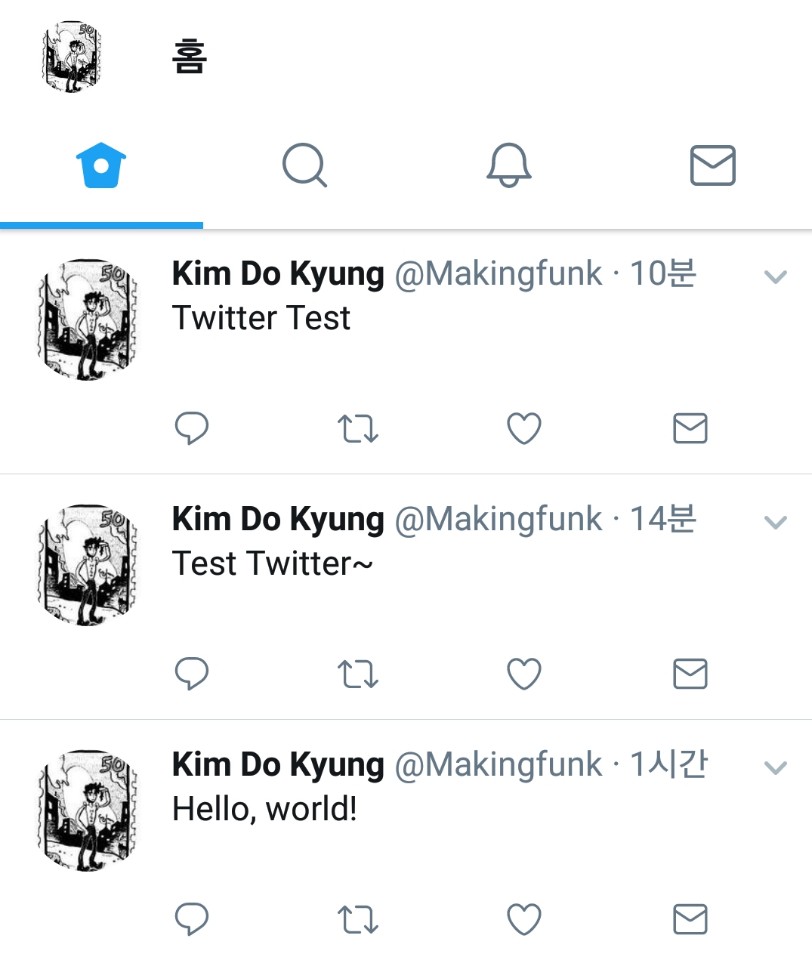 홈
Kim Do Kyung @Makingfunk · 10분
Twitter Test
Kim Do Kyung @Makingfunk · 14분
Test Twitter~
Kim Do Kyung @Makingfunk · 1시간
Hello, world!